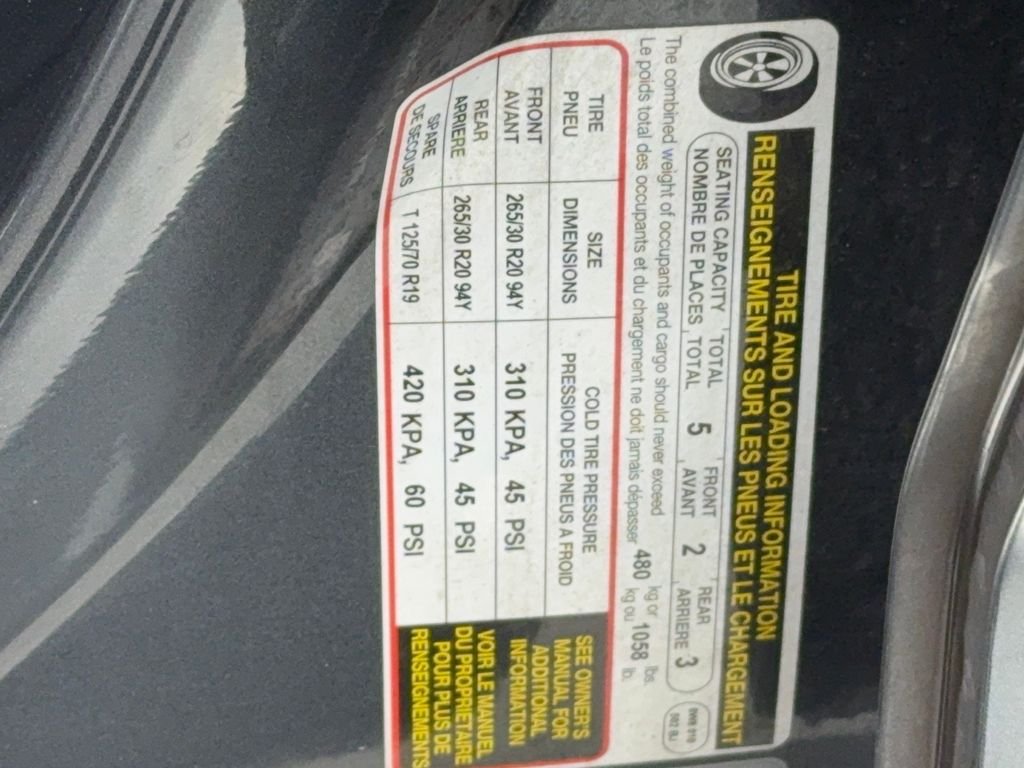 TIRE AND LOADING INFORMATION
RENSEIGNEMENTS SUR LES PNEUS ET LE CHARGEMENT
SEATING CAPACITY TOTAL 5 FRONT 2 REAR 3
NOMBRE DE PLACES TOTAL AVANT ARRIERE
The combined weight of occupants and cargo should never exceed 480 kg or 1058 lbs.
Le poids total des occupants et du chargement ne doit jamais dépasser kg ou lb.
TIRE SIZE COLD TIRE PRESSURE
PNEU DIMENSIONS PRESSION DES PNEUS A FROID
FRONT
AVANT 265/30 R20 94Y 310 KPA, 45 PSI
REAR
ARRIERE 265/30 R20 94Y 310 KPA, 45 PSI
SPARE
DE SECOURS T 125/70 R19 420 KPA, 60 PSI
SEE OWNER'S
MANUAL FOR
ADDITIONAL
INFORMATION
VOIR LE MANUEL
DU PROPRIETAIRE
POUR PLUS DE
RENSEIGNEMENTS